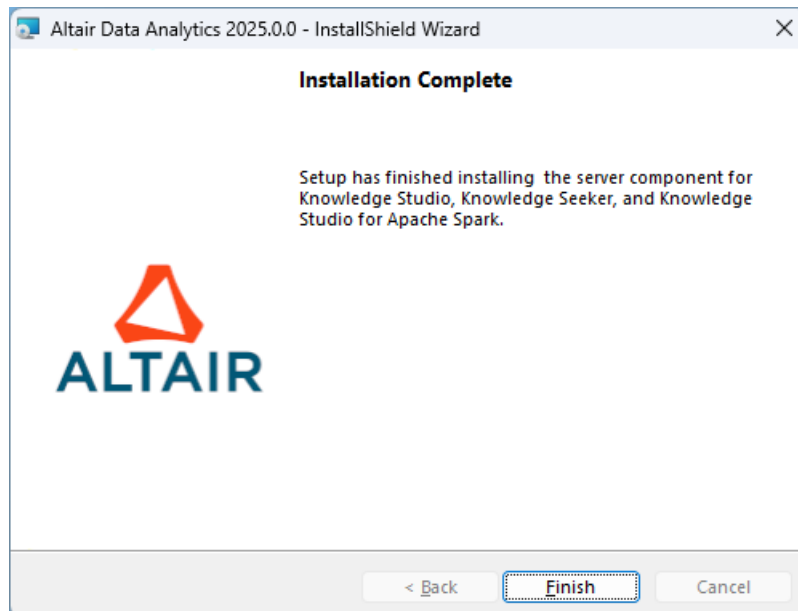 Altair Data Analytics 2025.0.0 - InstallShield Wizard
Installation Complete
Setup has finished installing  the server component for
Knowledge Studio, Knowledge Seeker, and Knowledge
Studio for Apache Spark.
ALTAIR
< Back
Finish
Cancel